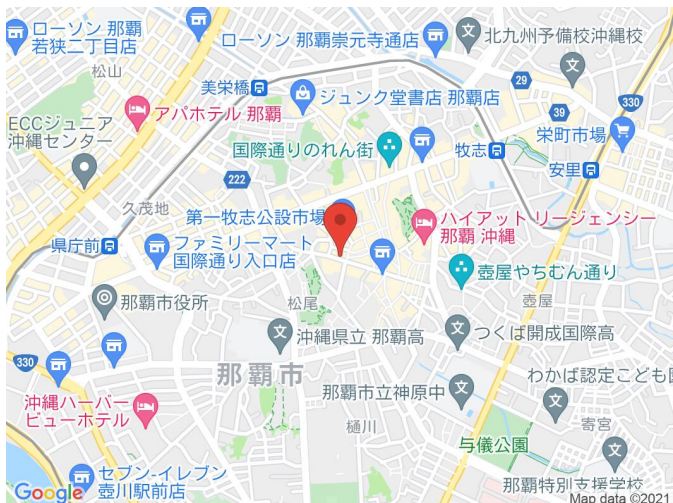 ローソン 那覇
若狭二丁目店
松山
ローソン 那覇崇元寺通店
北九州予備校沖縄校
美栄橋
29
330
ジュンク堂書店 那覇店
39
アパホテル 那覇
ECCジュニア
沖縄センター
栄町市場
国際通りのれん街
牧志
安里
222
久茂地
第一牧志公設市場
ハイアット リージェンシー
那覇 沖縄
県庁前
ファミリーマート
国際通り入口店
壺屋やちむん通り
那覇市役所
松尾
壺屋
沖縄県立 那覇高
つくば開成国際高
330
那覇市
わかば認定こども園
沖縄ハーバー
ビューホテル
那覇市立神原中
樋川
寄宮
与儀公園
セブン-イレブン
壺川駅前店
那覇特別支援学校
Google
Map data ©2021